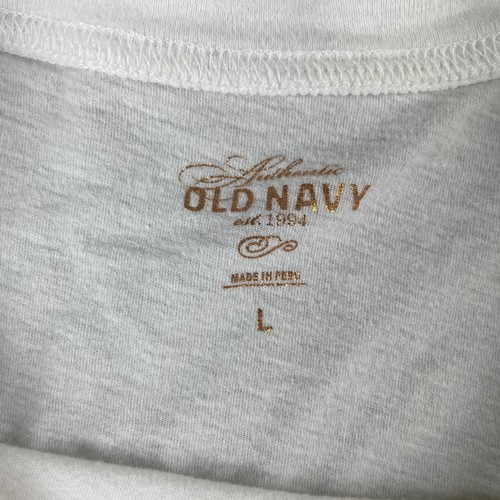 Authentic
OLD NAVY
est. 1994
MADE IN PERU
L